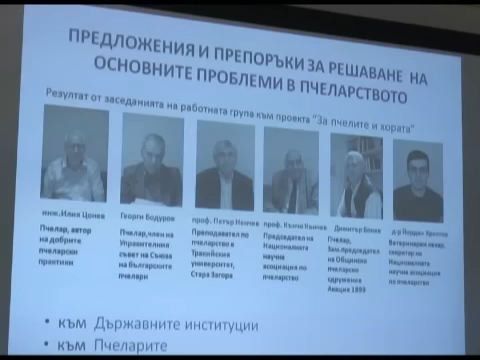 ПРЕДЛОЖЕНИЯ И ПРЕПОРЪКИ ЗА РЕШАВАНЕ НА
ОСНОВНИТЕ ПРОБЛЕМИ В ПЧЕЛАРСТВОТО
Резултат от заседанията на работната група към проекта "За пчелите и хората"
инж. Илия Цонев
Пчелар, автор
на добрите
пчеларски
практики
Георги Бодуров
Пчелар, член на
Управителния
съвет на Съюза
на българските
пчелари
проф. Петър Ненчев
Преподавател по
пчеларство в
Тракийския
университет,
Стара Загора
проф. Кънчо Кънчев
Председател на
Националната
научна
асоциация по
пчеларство
Димитър Бонев
Пчелар,
Зам.председател
на Общинско
пчеларско
сдружение
Акация 1899
д-р Йордан
Ветеринарен лекар,
секретар на
Националната
научна асоциация
по пчеларство
• към Държавните институции
• към Пчеларите